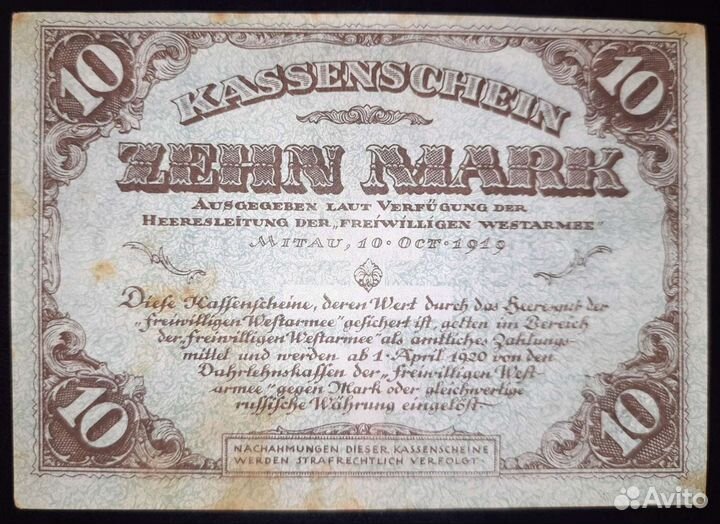 10 10
KASSENSCHEIN
ZEHN MARK
AUSGEGEBEN LAUT VERFÜGUNG DER
HEERESLEITUNG DER „FREIWILLIGEN WESTARMEE"
MITAU, 10·OCT·1919
Diese Kassenscheine, deren Wert durch das Heeresgut der
„freiwilligen Westarmee" gesichert ist, gelten im Bereich
der „freiwilligen Westarmee" als amtliches Zahlungs-
mittel und werden ab 1·April 1920 von den
Darlehnskassen der „freiwilligen West-
armee" gegen Mark oder gleichwertige
russische Währung eingelöst
10 10
NACHAHMUNGEN DIESER KASSENSCHEINE
WERDEN STRAFRECHTLICH VERFOLGT·
Avito